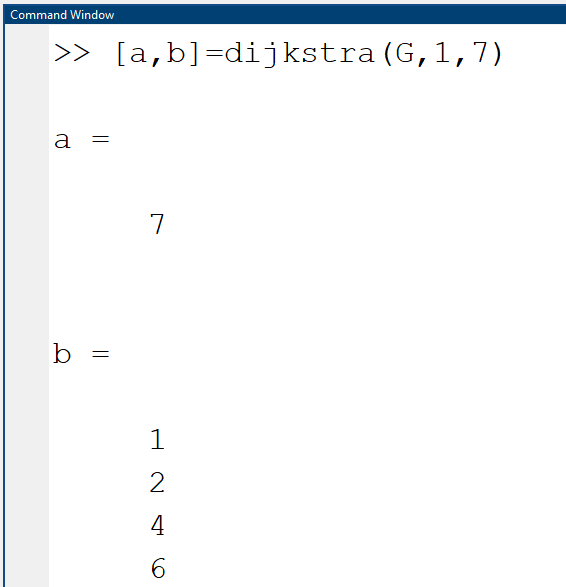 Command Window
>> [a,b]=dijkstra(G,1,7)
a =
7
b =
1
2
4
6